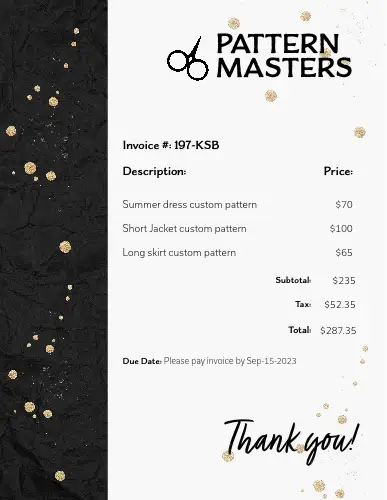 PATTERN
MASTERS
Invoice #: 197-KSB
Description: Price:
Summer dress custom pattern $70
Short Jacket custom pattern $100
Long skirt custom pattern $65
Subtotal: $235
Tax: $52.35
Total: $287.35
Due Date: Please pay invoice by Sep-15-2023
Thank you!